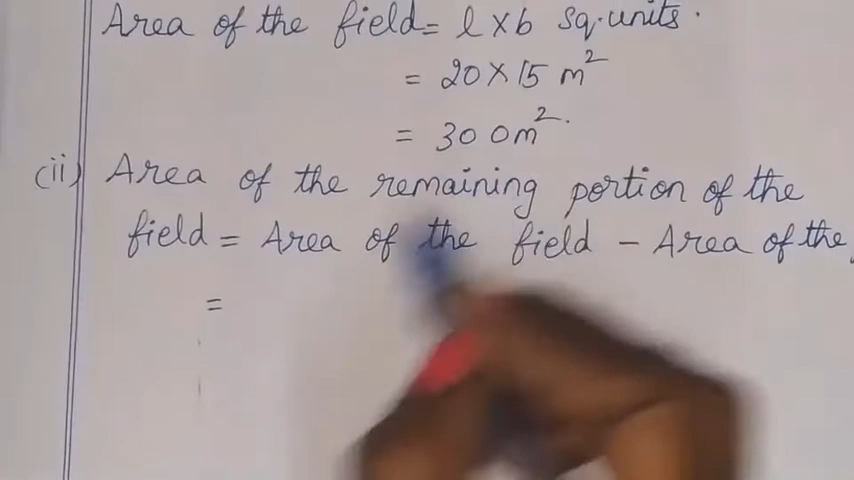 Area of the field = l × b sq. units.
= 20 × 15 m²
= 300 m².
(ii) Area of the remaining portion of the
field = Area of the field − Area of the
=